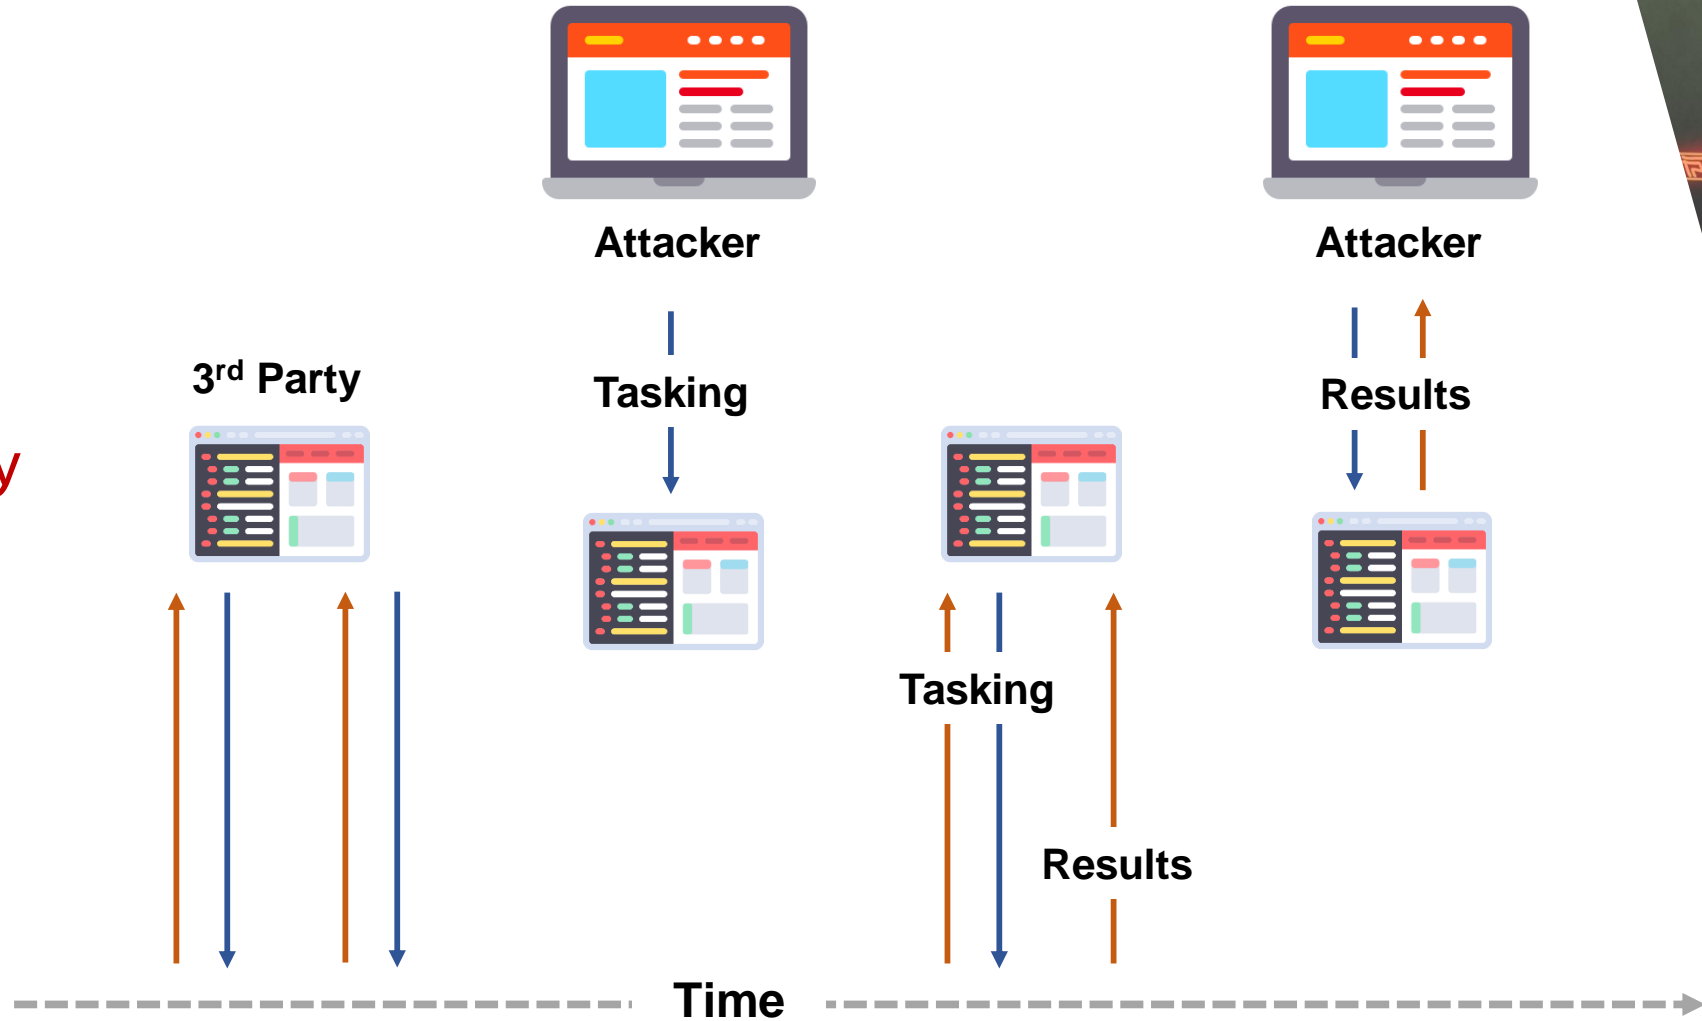 Attacker
Attacker
3rd Party
Tasking
Results
y
Tasking
Results
Time